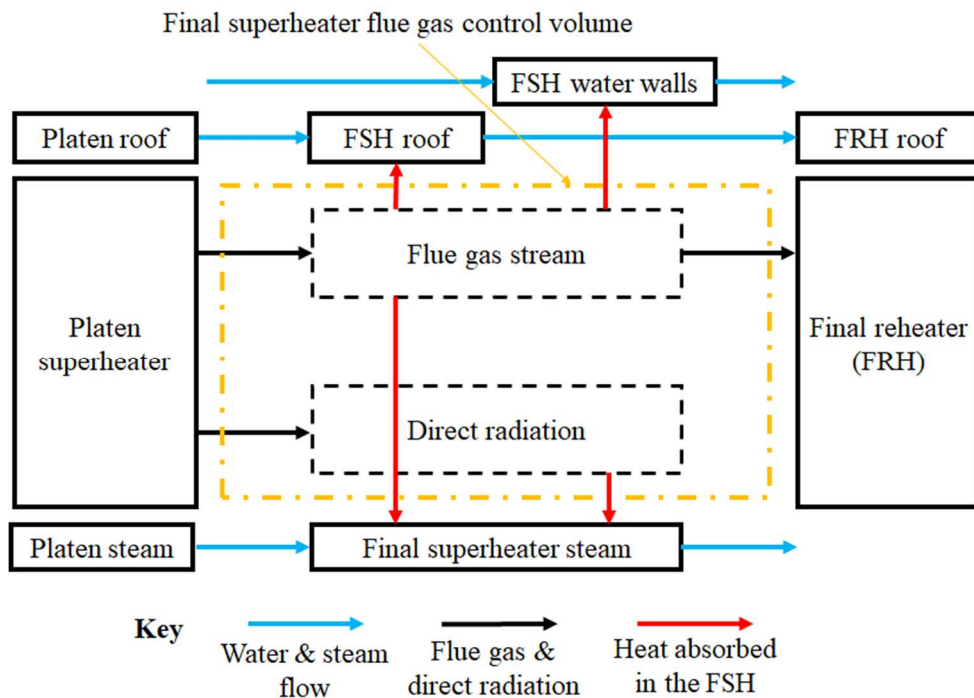 Final superheater flue gas control volume
FSH water walls
Platen roof
FSH roof
FRH roof
Flue gas stream
Platen
superheater
Final reheater
(FRH)
Direct radiation
Platen steam
Final superheater steam
Key
Water & steam
flow
Flue gas &
direct radiation
Heat absorbed
in the FSH